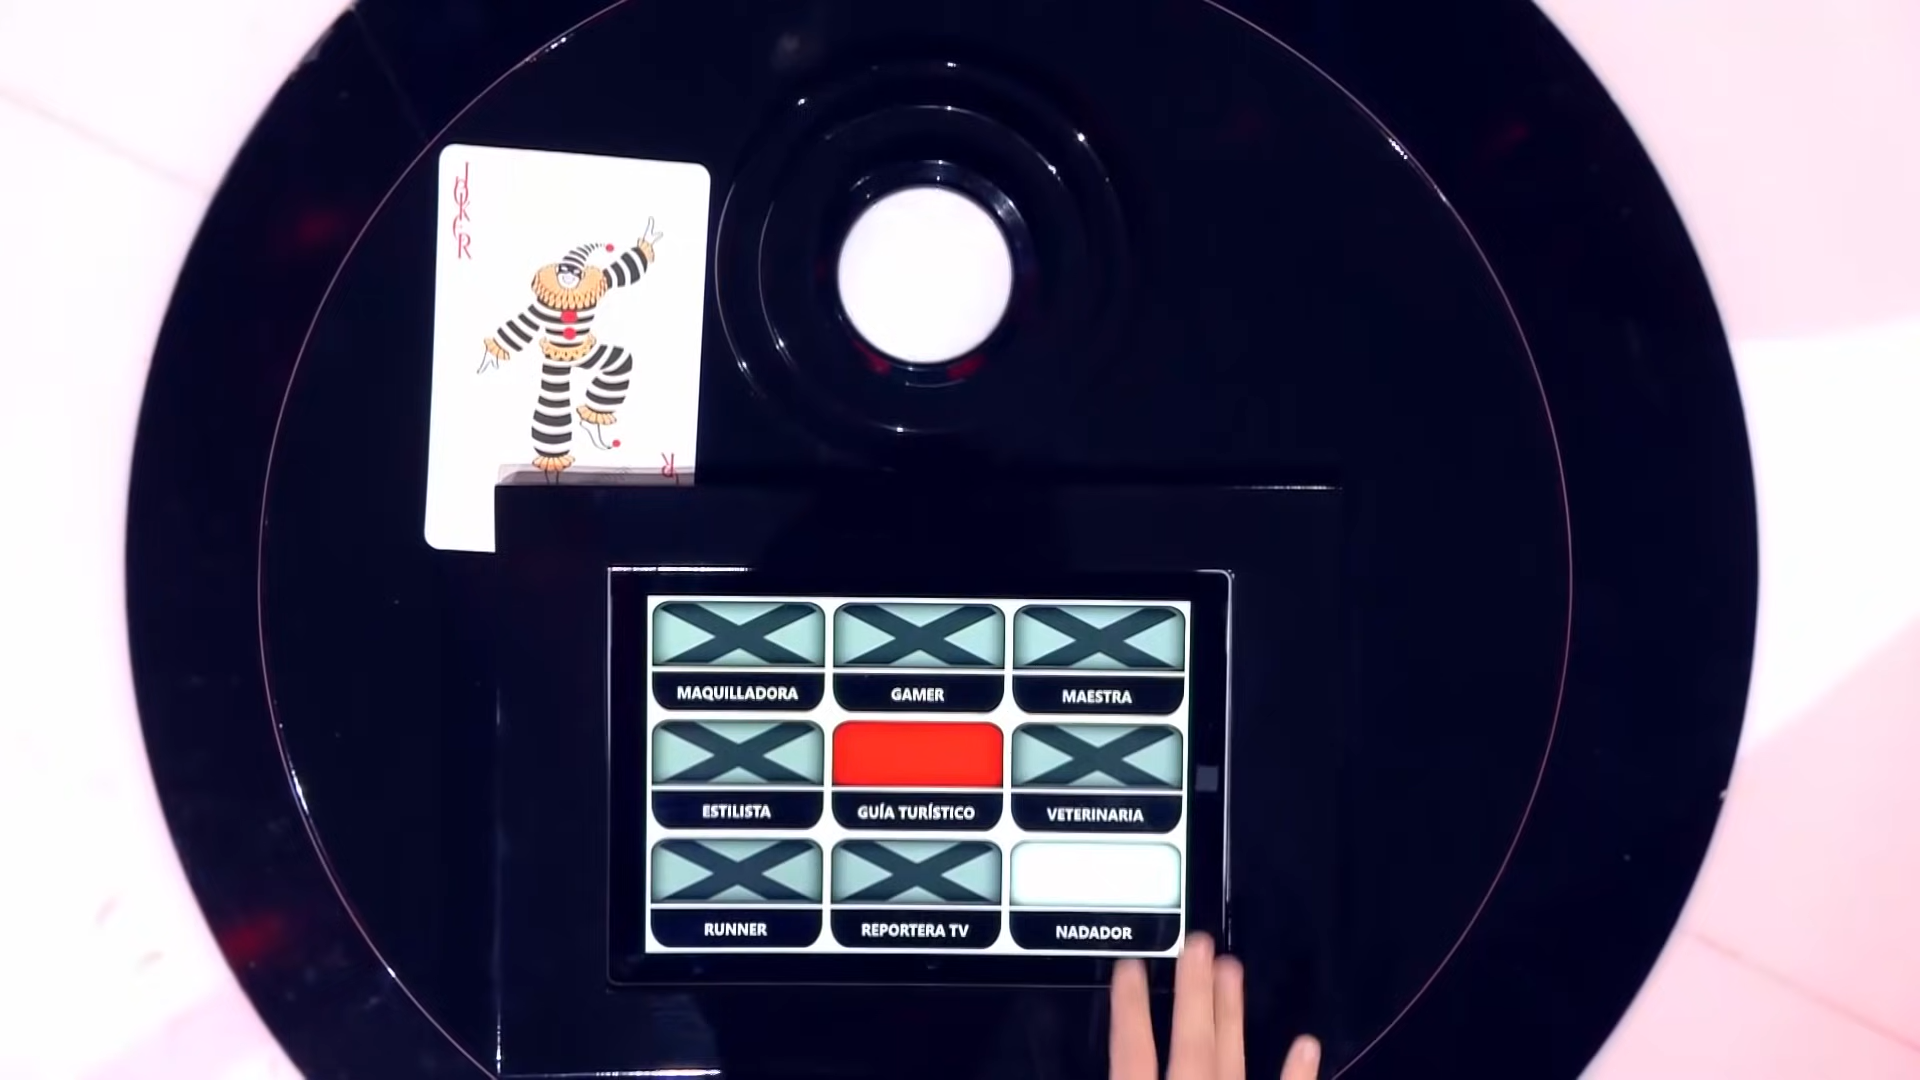 JOKER
R
MAQUILLADORA
GAMER
MAESTRA
ESTILISTA
GUÍA TURÍSTICO
VETERINARIA
RUNNER
REPORTERA TV
NADADOR